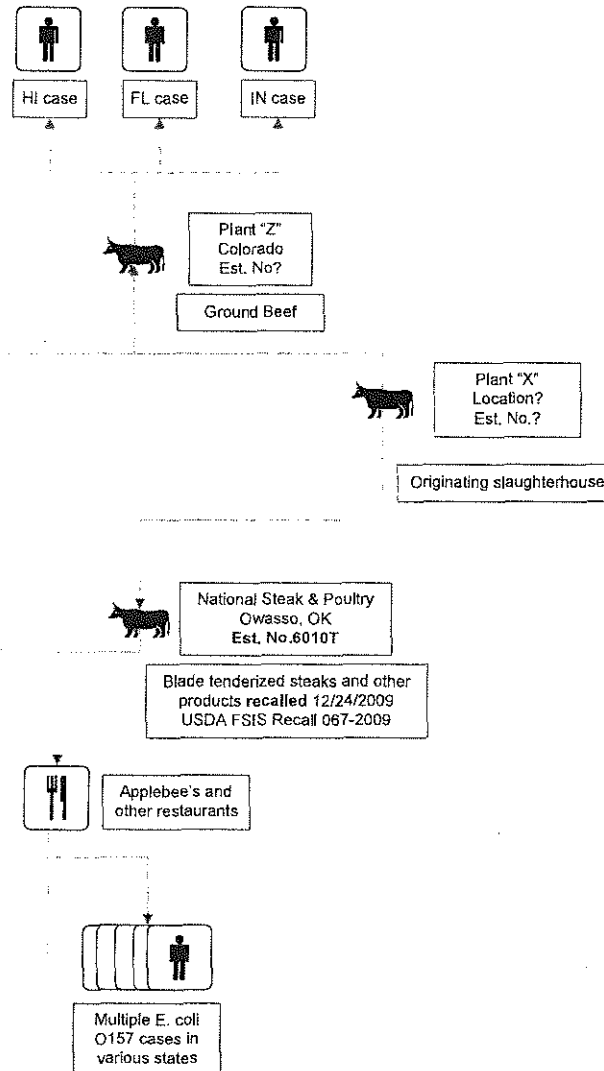 HI case
FL case
IN case
Plant "Z"
Colorado
Est. No?
Ground Beef
Plant "X"
Location?
Est. No.?
Originating slaughterhouse
National Steak & Poultry
Owasso, OK
Est. No.6010T
Blade tenderized steaks and other
products recalled 12/24/2009
USDA FSIS Recall 067-2009
Applebee's and
other restaurants
Multiple E. coli
O157 cases in
various states